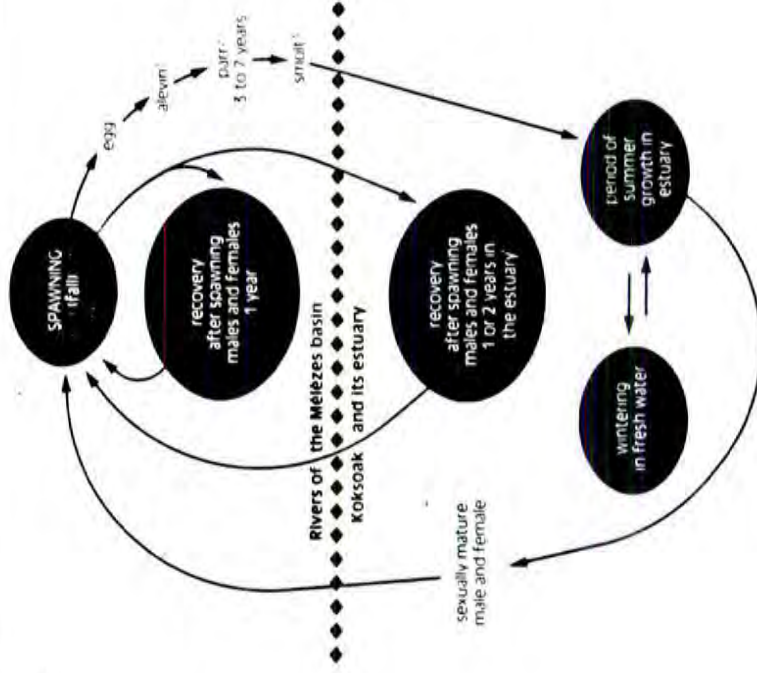 SPAWNING
(fall)
egg
alevin
parr
3 to 7 years
smolt
recovery
after spawning
males and females
1 year
Rivers of the Mélèzes basin
Koksoak and its estuary
recovery
after spawning
males and females
1 or 2 years in
the estuary
period of
summer
growth in
estuary
wintering
in fresh water
sexually mature
male and female